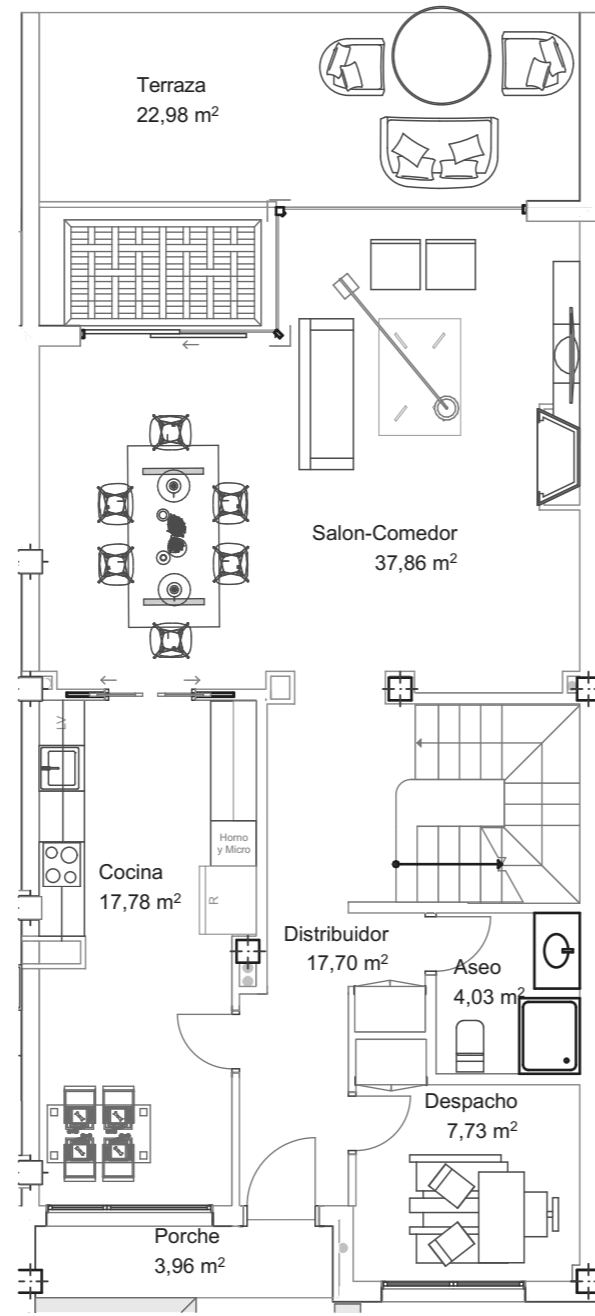 Terraza
22,98 m²
Salon-Comedor
37,86 m²
LV
Horno
y Micro
Cocina
17,78 m²
R
Distribuidor
17,70 m²
Aseo
4,03 m²
Despacho
7,73 m²
Porche
3,96 m²